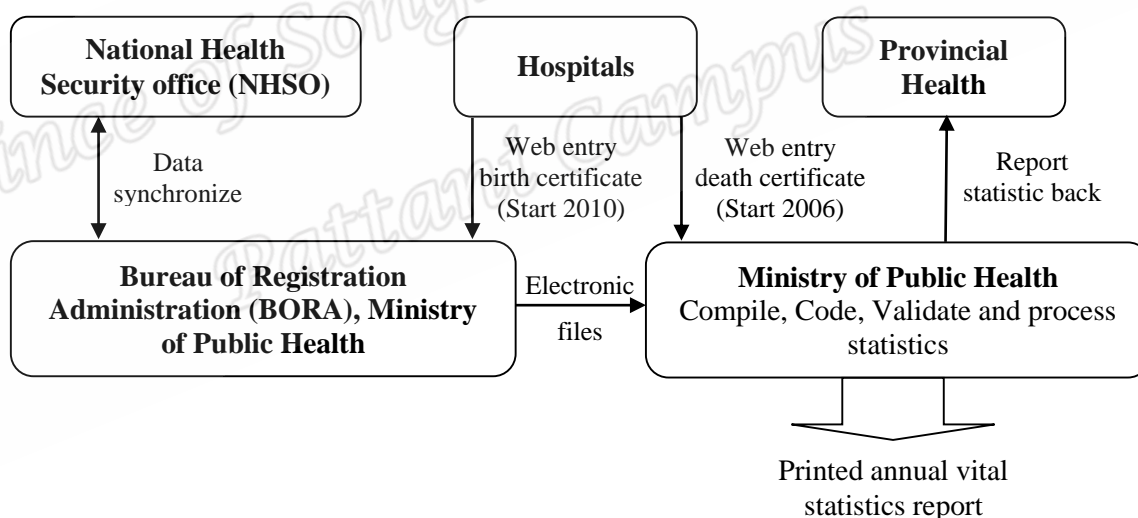 National Health
Security office (NHSO)
Hospitals
Provincial
Health
Data
synchronize
Web entry
birth certificate
(Start 2010)
Web entry
death certificate
(Start 2006)
Report
statistic back
Bureau of Registration
Administration (BORA), Ministry
of Public Health
Electronic
files
Ministry of Public Health
Compile, Code, Validate and process
statistics
Printed annual vital
statistics report
Pattani Campus